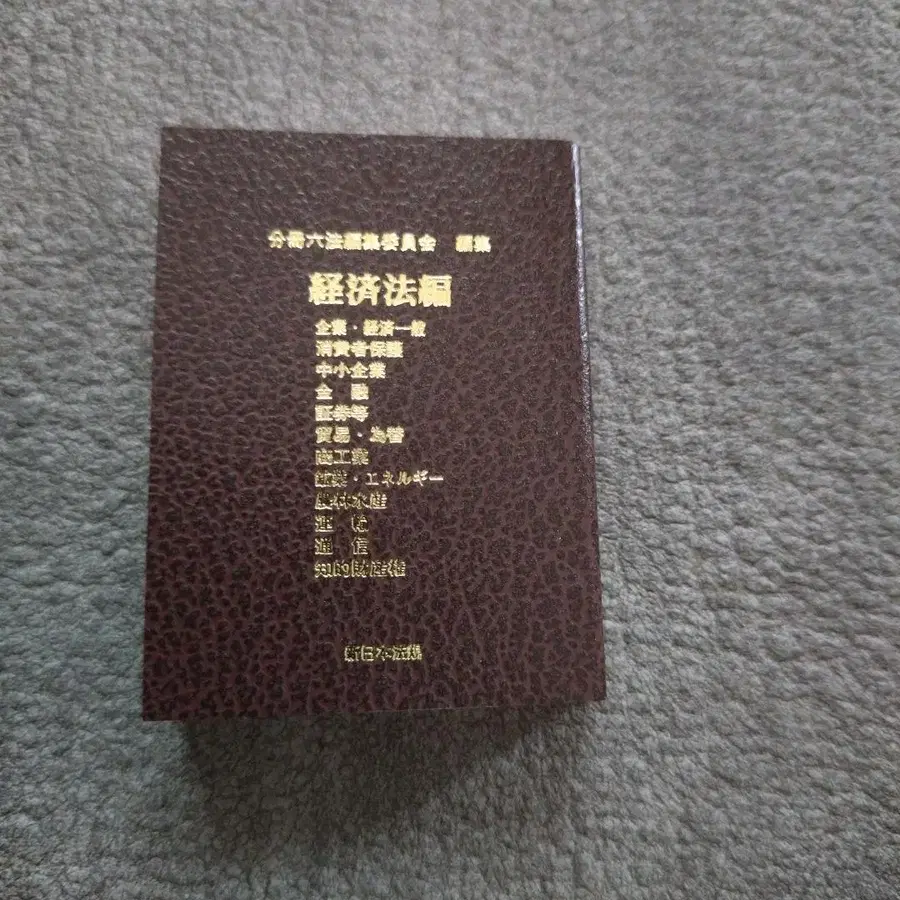 分冊六法編集委員会　編集
経済法編
企業・経済一般
消費者保護
中小企業
金　融
証券等
貿易・為替
商工業
鉱業・エネルギー
農林水産
運　輸
通　信
知的財産権
新日本法規